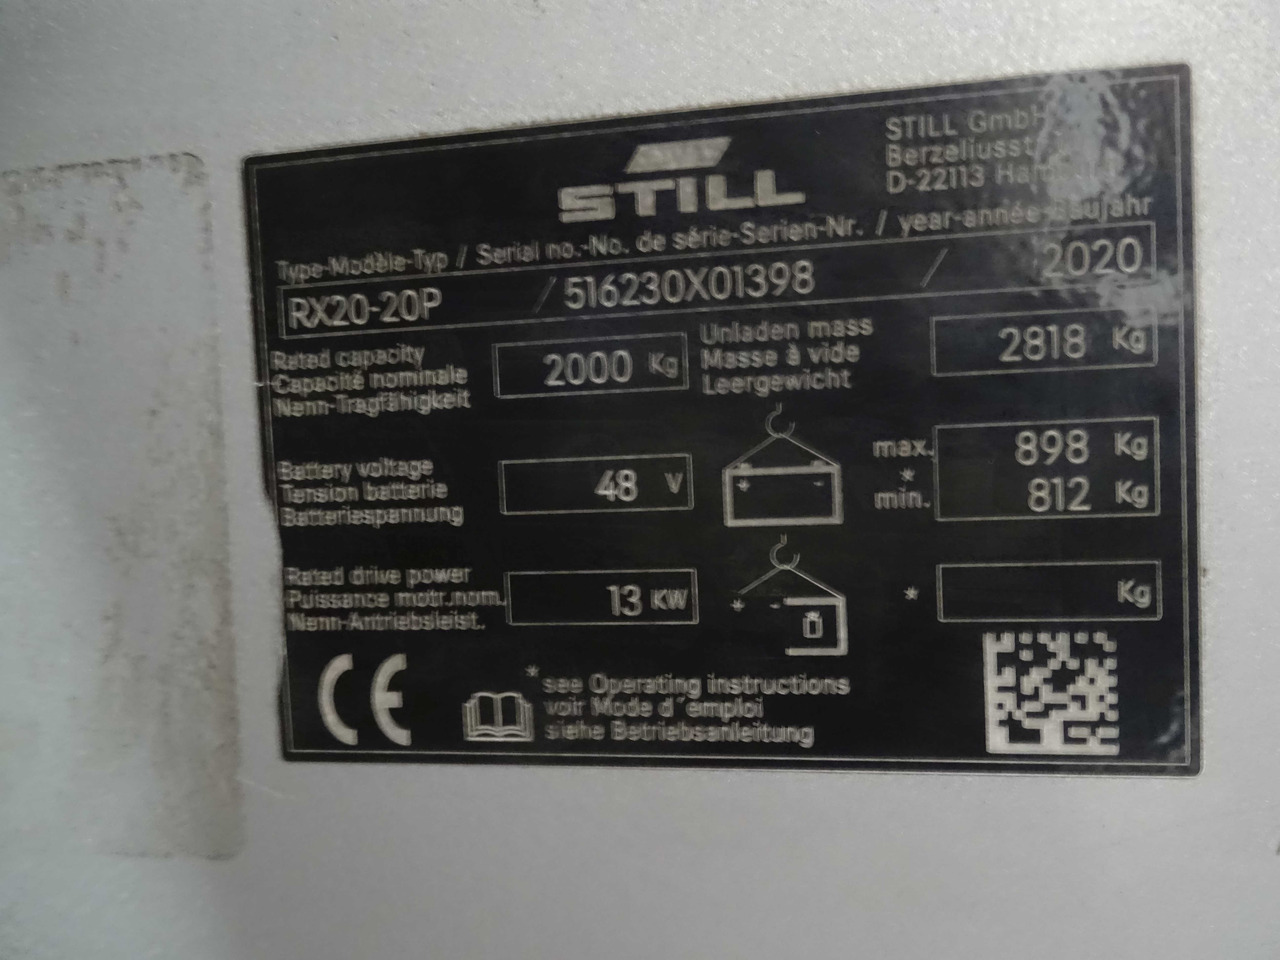 STILL
STILL GmbH
D-22113
Type-Modèle-Typ / Serial no.-No. de série-Serien-Nr. / year-année-Baujahr
RX20-20P / 516230X01398 / 2020
Rated capacity
Capacité nominale
Nenn-Tragfähigkeit
2000 Kg
Unladen mass
Masse à vide
Leergewicht
2818 Kg
Battery voltage
Tension batterie
Batteriespannung
48 V
+ -
max. 898 Kg
*
min. 812 Kg
Rated drive power
Puissance motr.nom.
Nenn-Antriebsleist.
13 KW
* Kg
CE
*see Operating instructions
voir Mode d'emploi
siehe Betriebsanleitung